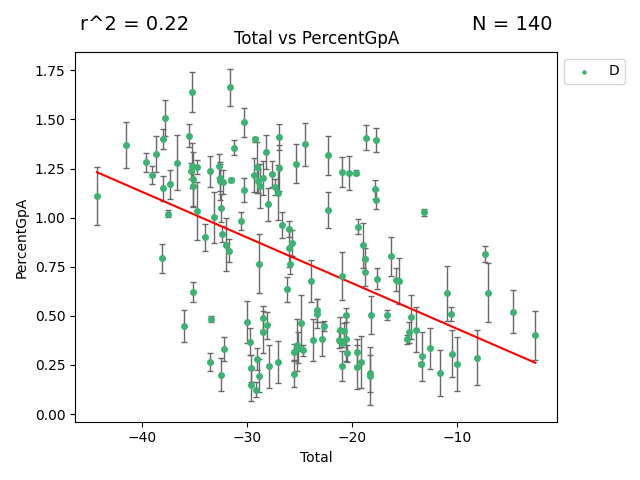 r^2 = 0.22
N = 140
Total vs PercentGpA
D
PercentGpA
1.75
1.50
1.25
1.00
0.75
0.50
0.25
0.00
−40
−30
−20
−10
Total